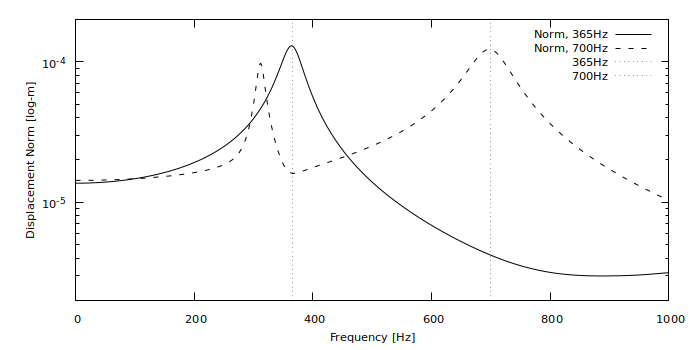 Norm, 365Hz
Norm, 700Hz
365Hz
700Hz
10-4
10-5
Displacement Norm [log-m]
0 200 400 600 800 1000
Frequency [Hz]